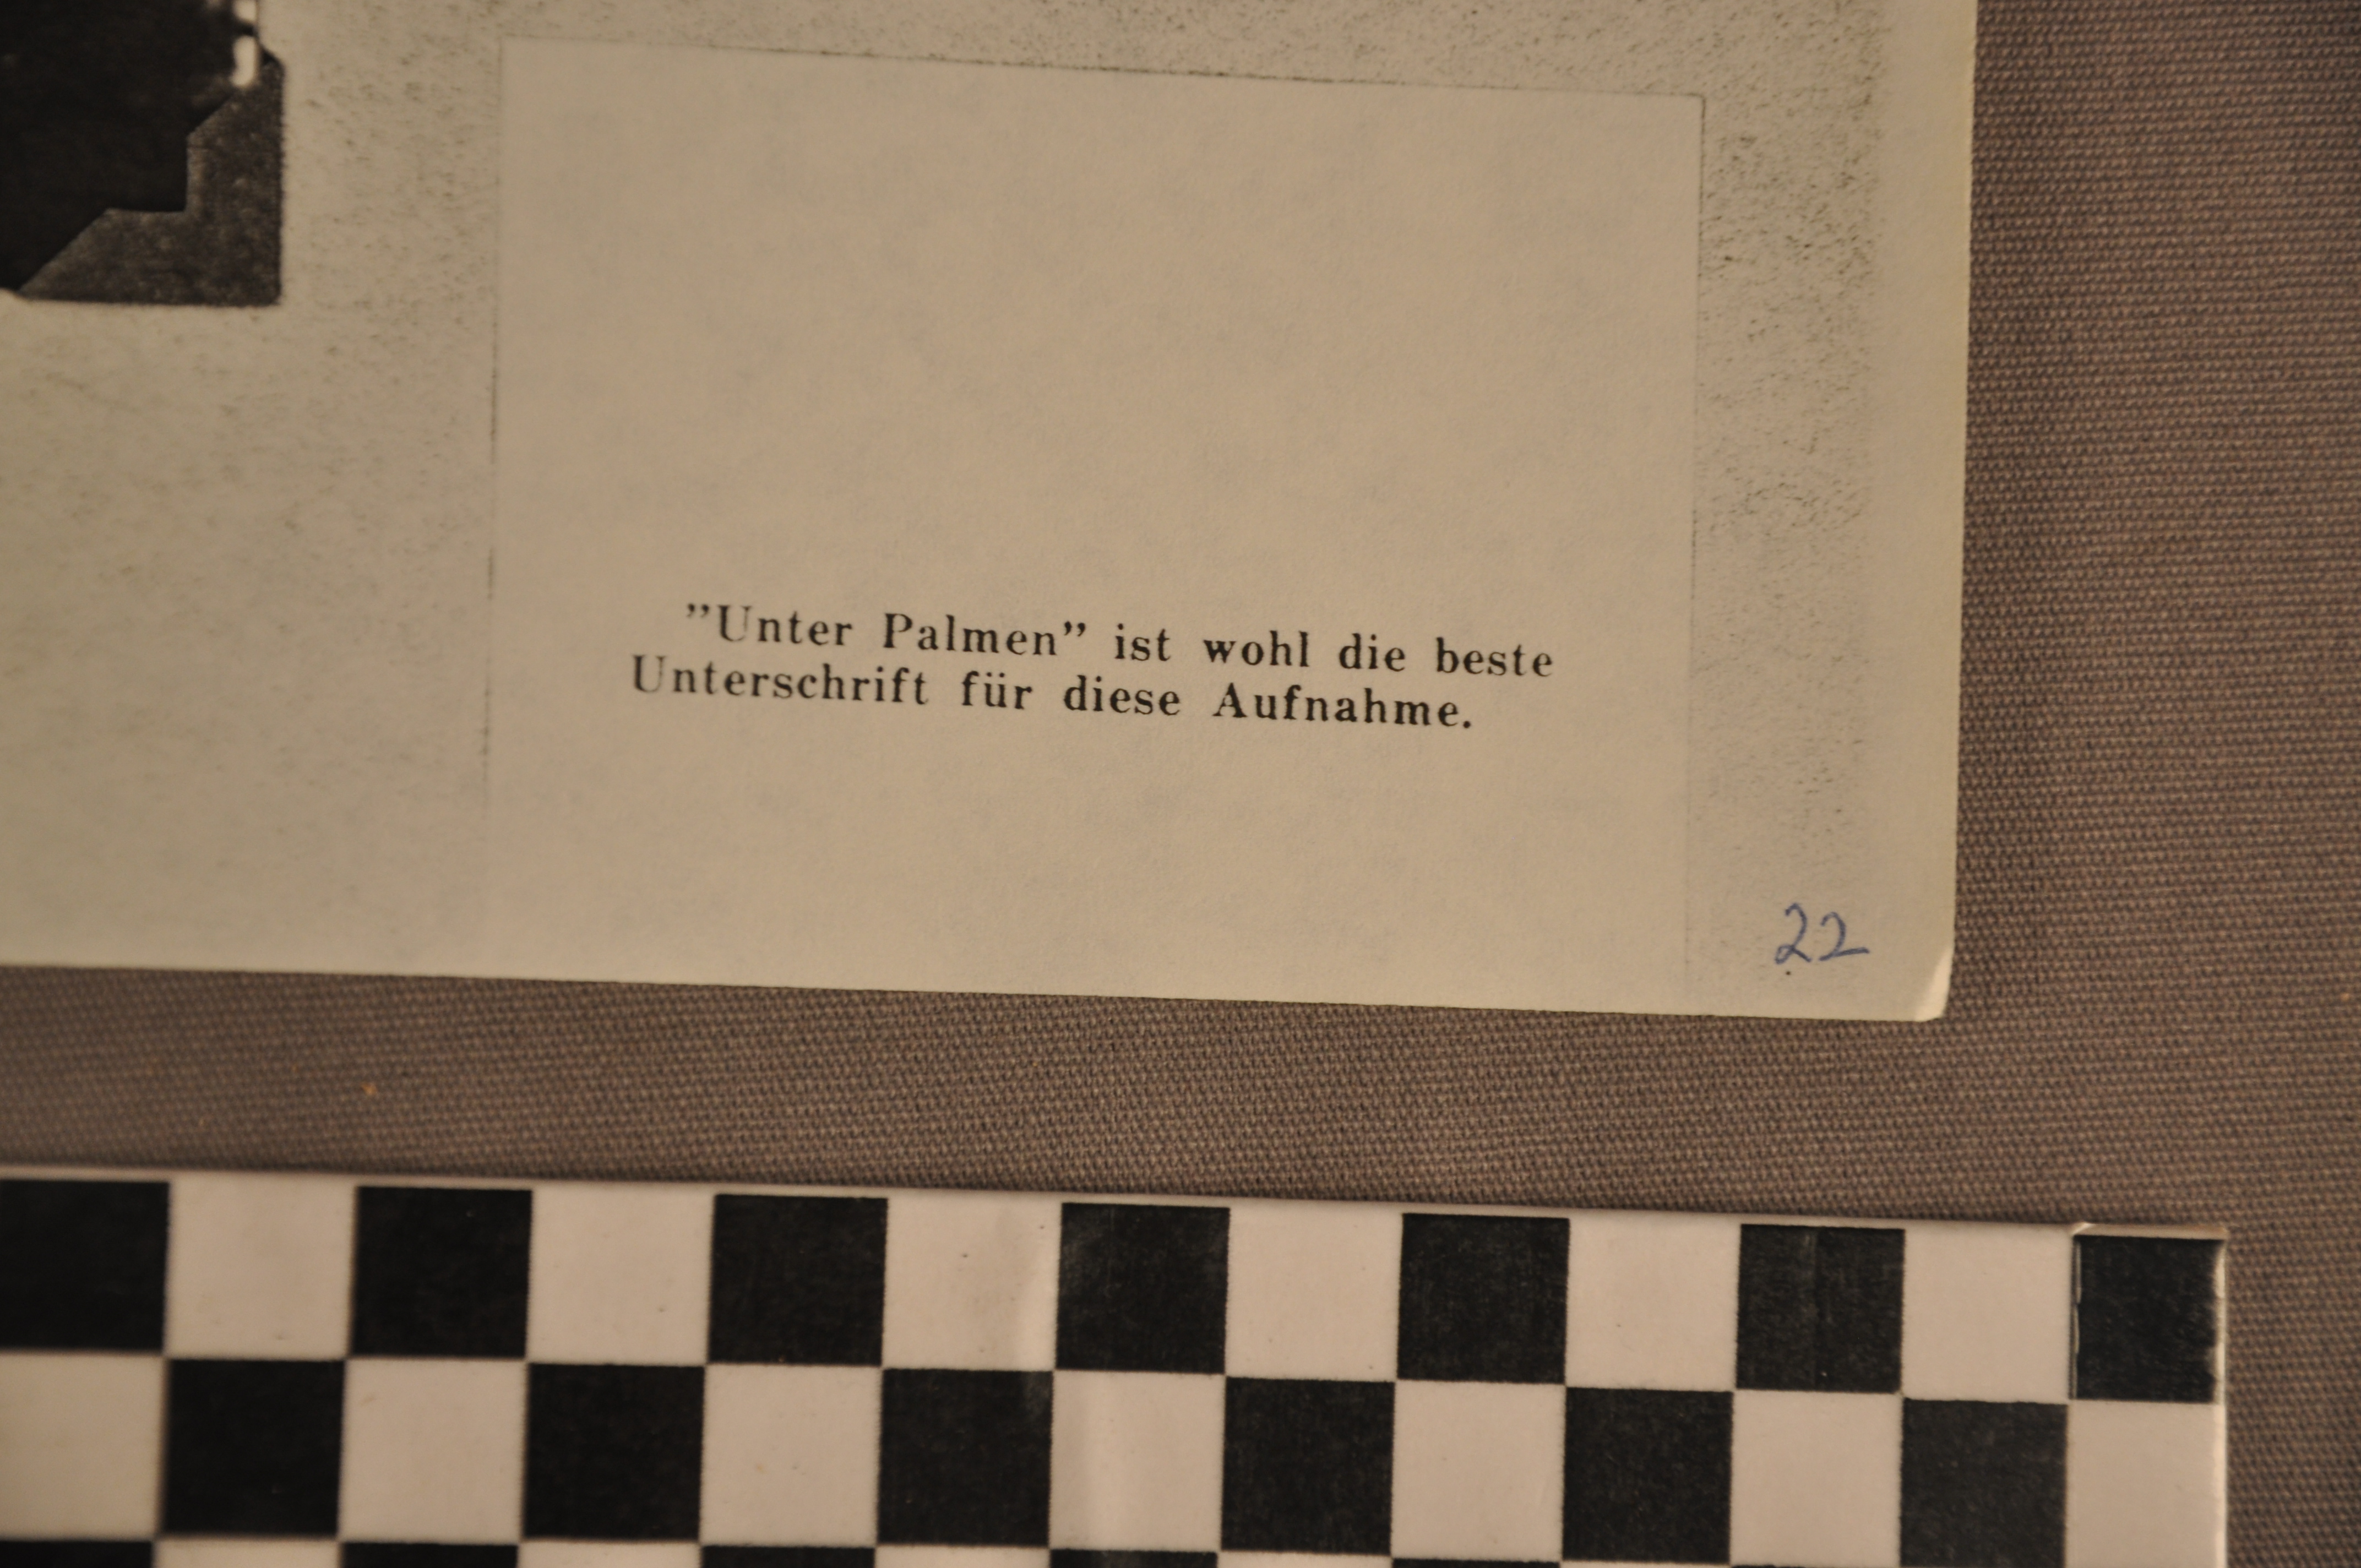 ”Unter Palmen” ist wohl die beste
Unterschrift für diese Aufnahme.
22